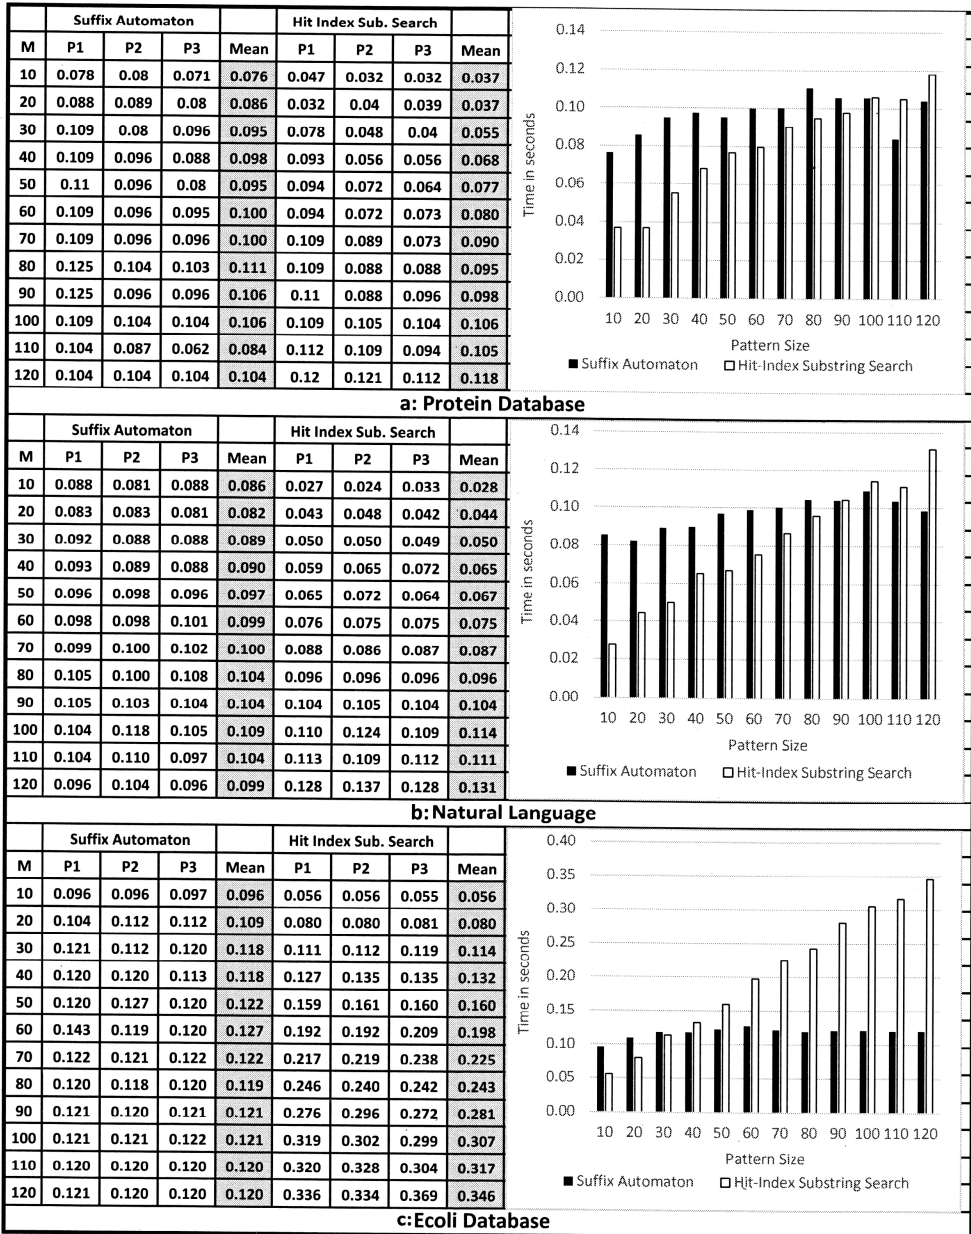 Suffix Automaton Hit Index Sub. Search
M P1 P2 P3 Mean P1 P2 P3 Mean
10 0.078 0.08 0.071 0.076 0.047 0.032 0.032 0.037
20 0.088 0.089 0.08 0.086 0.032 0.04 0.039 0.037
30 0.109 0.08 0.096 0.095 0.078 0.048 0.04 0.055
40 0.109 0.096 0.088 0.098 0.093 0.056 0.056 0.068
50 0.11 0.096 0.08 0.095 0.094 0.072 0.064 0.077
60 0.109 0.096 0.095 0.100 0.094 0.072 0.073 0.080
70 0.109 0.096 0.096 0.100 0.109 0.089 0.073 0.090
80 0.125 0.104 0.103 0.111 0.109 0.088 0.088 0.095
90 0.125 0.096 0.096 0.106 0.11 0.088 0.096 0.098
100 0.109 0.104 0.104 0.106 0.109 0.105 0.104 0.106
110 0.104 0.087 0.062 0.084 0.112 0.109 0.094 0.105
120 0.104 0.104 0.104 0.104 0.12 0.121 0.112 0.118
0.14
0.12
0.10
0.08
0.06
0.04
0.02
0.00
Time in seconds
10 20 30 40 50 60 70 80 90 100 110 120
Pattern Size
Suffix Automaton Hit-Index Substring Search
a: Protein Database
Suffix Automaton Hit Index Sub. Search
M P1 P2 P3 Mean P1 P2 P3 Mean
10 0.088 0.081 0.088 0.086 0.027 0.024 0.033 0.028
20 0.083 0.083 0.081 0.082 0.043 0.048 0.042 0.044
30 0.092 0.088 0.088 0.089 0.050 0.050 0.049 0.050
40 0.093 0.089 0.088 0.090 0.059 0.065 0.072 0.065
50 0.096 0.098 0.096 0.097 0.065 0.072 0.064 0.067
60 0.098 0.098 0.101 0.099 0.076 0.075 0.075 0.075
70 0.099 0.100 0.102 0.100 0.088 0.086 0.087 0.087
80 0.105 0.100 0.108 0.104 0.096 0.096 0.096 0.096
90 0.105 0.103 0.104 0.104 0.104 0.105 0.104 0.104
100 0.104 0.118 0.105 0.109 0.110 0.124 0.109 0.114
110 0.104 0.110 0.097 0.104 0.113 0.109 0.112 0.111
120 0.096 0.104 0.096 0.099 0.128 0.137 0.128 0.131
0.14
0.12
0.10
0.08
0.06
0.04
0.02
0.00
Time in seconds
10 20 30 40 50 60 70 80 90 100 110 120
Pattern Size
Suffix Automaton Hit-Index Substring Search
b: Natural Language
Suffix Automaton Hit Index Sub. Search
M P1 P2 P3 Mean P1 P2 P3 Mean
10 0.096 0.096 0.097 0.096 0.056 0.056 0.055 0.056
20 0.104 0.112 0.112 0.109 0.080 0.080 0.081 0.080
30 0.121 0.112 0.120 0.118 0.111 0.112 0.119 0.114
40 0.120 0.120 0.113 0.118 0.127 0.135 0.135 0.132
50 0.120 0.127 0.120 0.122 0.159 0.161 0.160 0.160
60 0.143 0.119 0.120 0.127 0.192 0.192 0.209 0.198
70 0.122 0.121 0.122 0.122 0.217 0.219 0.238 0.225
80 0.120 0.118 0.120 0.119 0.246 0.240 0.242 0.243
90 0.121 0.120 0.121 0.121 0.276 0.296 0.272 0.281
100 0.121 0.121 0.122 0.121 0.319 0.302 0.299 0.307
110 0.120 0.120 0.120 0.120 0.320 0.328 0.304 0.317
120 0.121 0.120 0.120 0.120 0.336 0.334 0.369 0.346
0.40
0.35
0.30
0.25
0.20
0.15
0.10
0.05
0.00
Time in seconds
10 20 30 40 50 60 70 80 90 100 110 120
Pattern Size
Suffix Automaton Hit-Index Substring Search
c:Ecoli Database